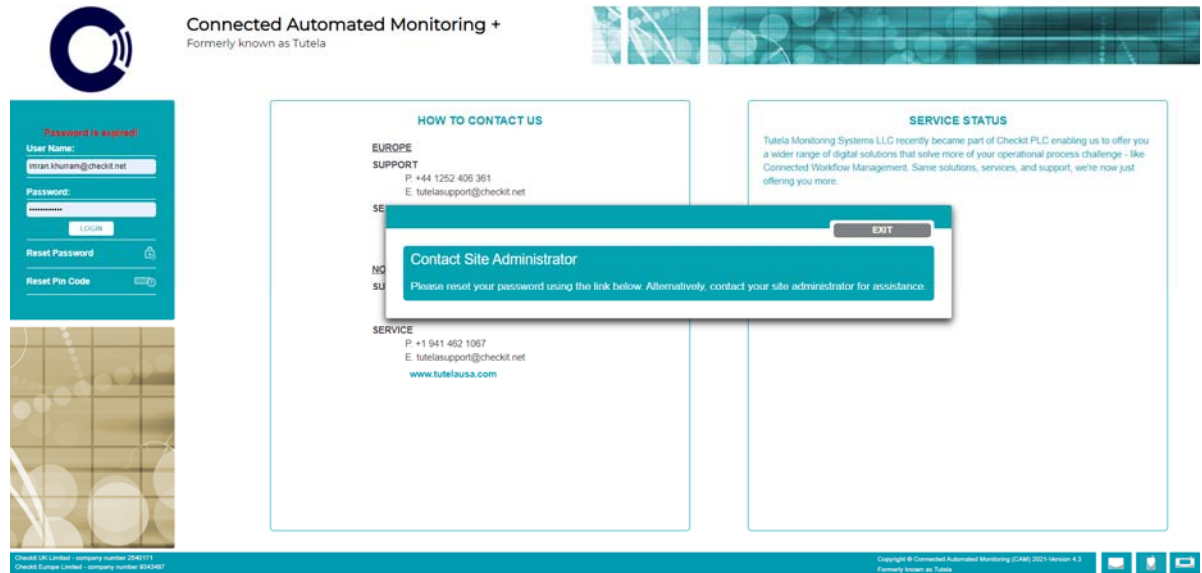 Connected Automated Monitoring +
Formerly known as Tutela
Password is expired!
User Name:
imran.khurram@checkit.net
Password:
••••••••••••
LOGIN
Reset Password
Reset Pin Code
HOW TO CONTACT US
EUROPE
SUPPORT
P. +44 1252 406 361
E. tutelasupport@checkit.net
SE
NO
SU
SERVICE
P. +1 941 462 1067
E. tutelasupport@checkit.net
www.tutelausa.com
SERVICE STATUS
Tutela Monitoring Systems LLC recently became part of Checkit PLC enabling us to offer you
a wider range of digital solutions that solve more of your operational process challenge - like
Connected Workflow Management. Same solutions, services, and support, we're now just
offering you more.
EXIT
Contact Site Administrator
Please reset your password using the link below. Alternatively, contact your site administrator for assistance.
Checkit UK Limited - company number 2540171
Checkit Europe Limited - company number 9343487
Copyright © Connected Automated Monitoring (CAM) 2021-Version 4.3
Formerly known as Tutela